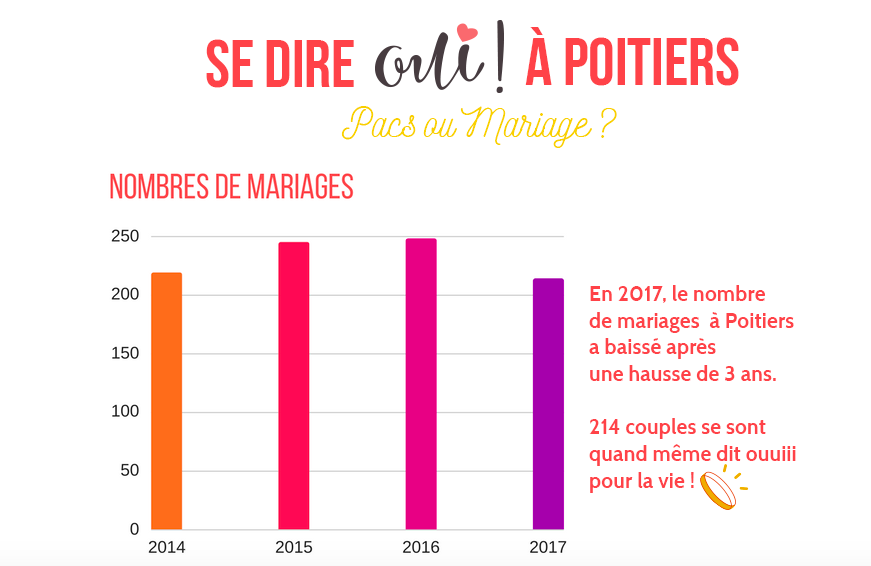 SE DIRE oui ! À POITIERS
Pacs ou Mariage ?
NOMBRES DE MARIAGES
250
200
150
100
50
0
2014 2015 2016 2017
En 2017, le nombre
de mariages à Poitiers
a baissé après
une hausse de 3 ans.
214 couples se sont
quand même dit ouuiii
pour la vie !